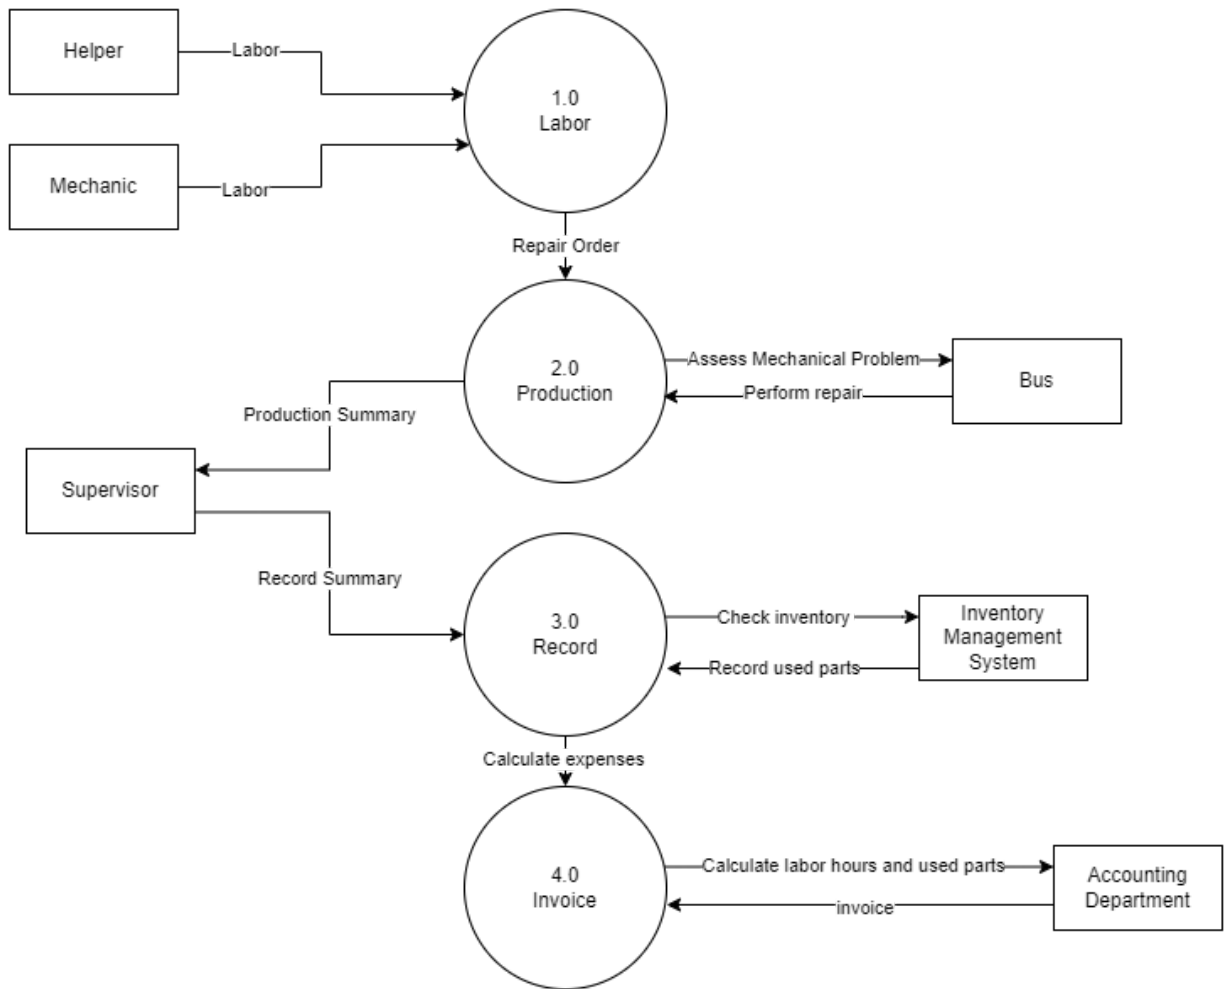 Helper
Labor
1.0
Labor
Mechanic
Labor
Repair Order
2.0
Production
Assess Mechanical Problem
Perform repair
Bus
Production Summary
Supervisor
Record Summary
3.0
Record
Check inventory
Record used parts
Inventory
Management
System
Calculate expenses
4.0
Invoice
Calculate labor hours and used parts
invoice
Accounting
Department